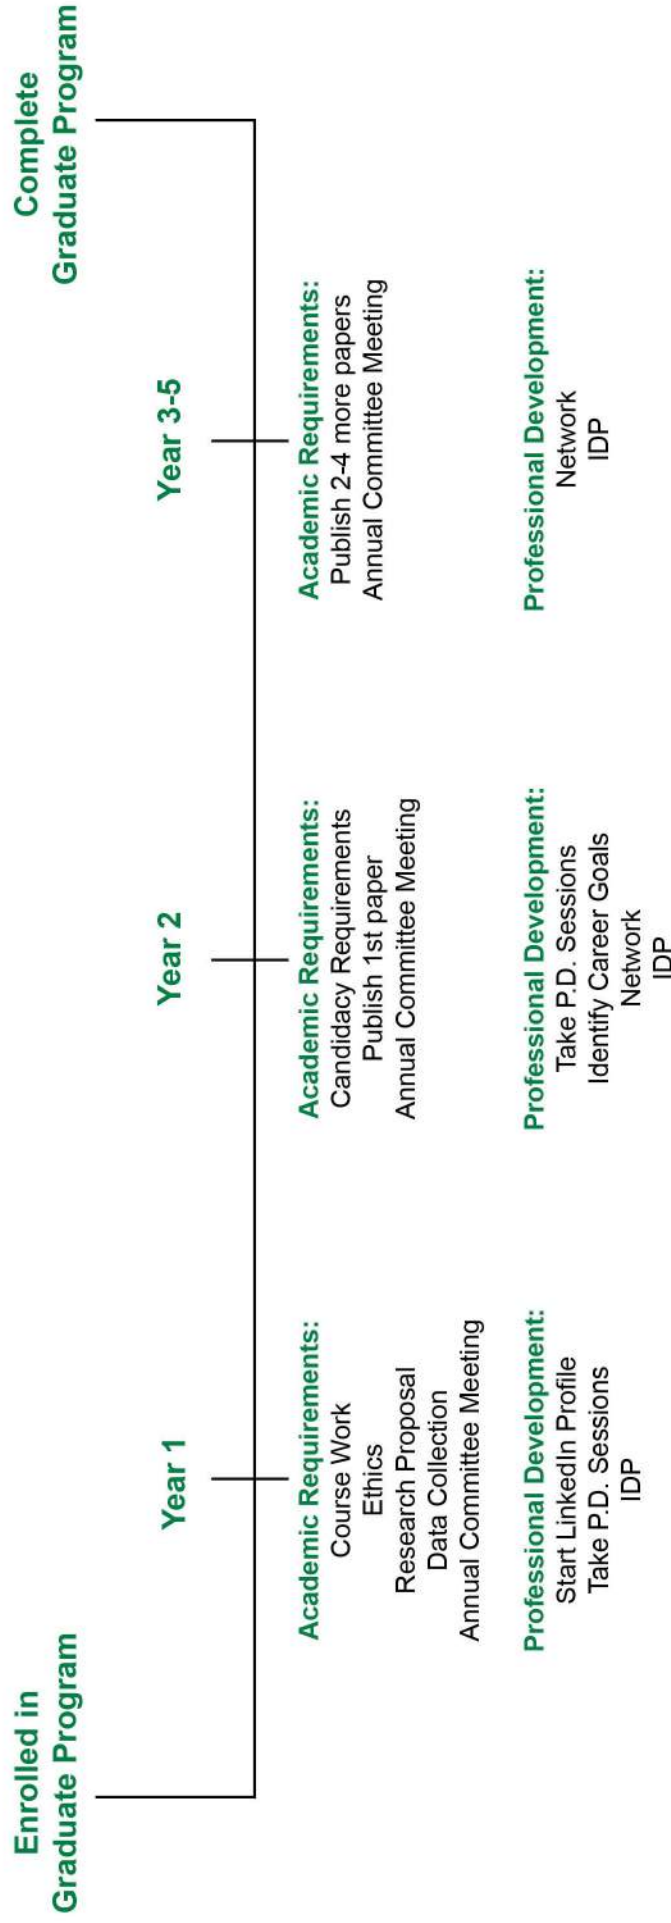 Enrolled in
Graduate Program
Complete
Graduate Program
Year 1
Year 2
Year 3-5
Academic Requirements:
Course Work
Ethics
Research Proposal
Data Collection
Annual Committee Meeting
Professional Development:
Start LinkedIn Profile
Take P.D. Sessions
IDP
Academic Requirements:
Candidacy Requirements
Publish 1st paper
Annual Committee Meeting
Professional Development:
Take P.D. Sessions
Identify Career Goals
Network
IDP
Academic Requirements:
Publish 2-4 more papers
Annual Committee Meeting
Professional Development:
Network
IDP